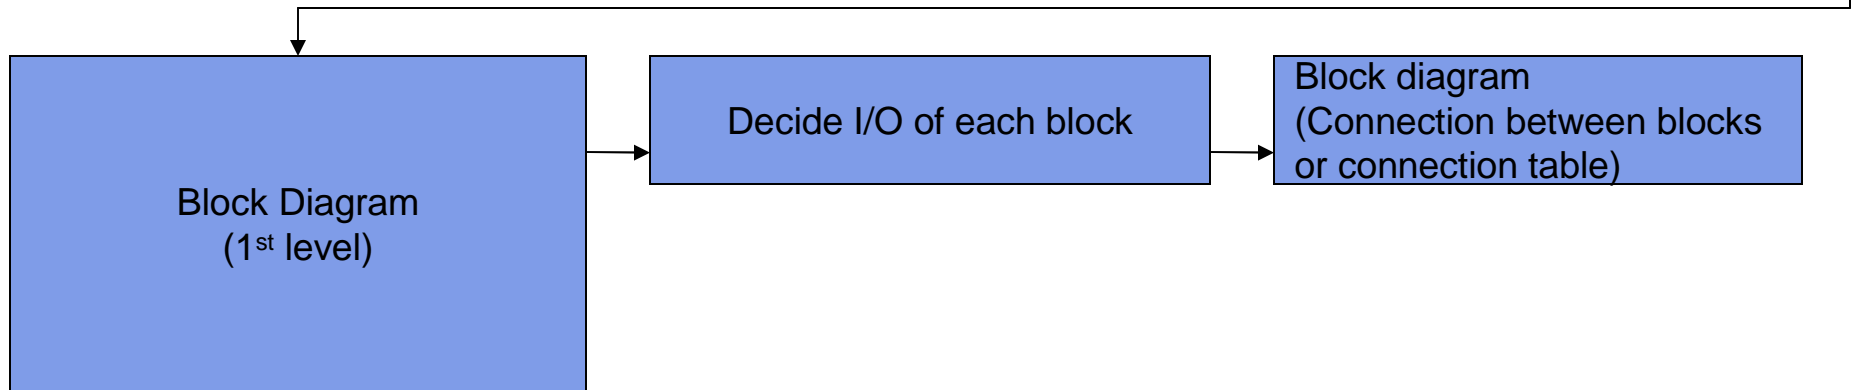 Block Diagram
(1st level)
Decide I/O of each block
Block diagram
(Connection between blocks
or connection table)